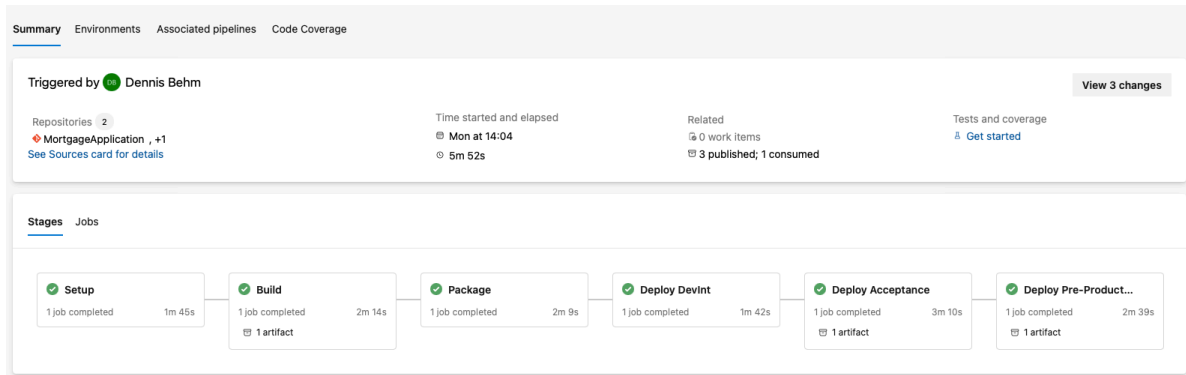 Summary Environments Associated pipelines Code Coverage
Triggered by DB Dennis Behm
View 3 changes
Repositories 2
MortgageApplication , +1
See Sources card for details
Time started and elapsed
Mon at 14:04
5m 52s
Related
0 work items
3 published; 1 consumed
Tests and coverage
Get started
Stages Jobs
Setup
1 job completed 1m 45s
Build
1 job completed 2m 14s
1 artifact
Package
1 job completed 2m 9s
Deploy DevInt
1 job completed 1m 42s
Deploy Acceptance
1 job completed 3m 10s
1 artifact
Deploy Pre-Product...
1 job completed 2m 39s
1 artifact